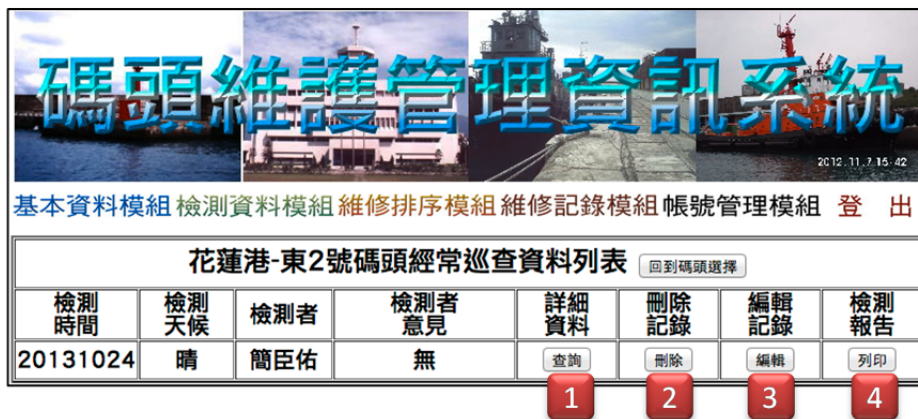 碼頭維護管理資訊系統
2012.11.7 15:42
基本資料模組 檢測資料模組 維修排序模組 維修記錄模組 帳號管理模組 登 出
花蓮港-東2號碼頭經常巡查資料列表 回到碼頭選擇
檢測時間 檢測天候 檢測者 檢測者意見 詳細資料 刪除記錄 編輯記錄 檢測報告
20131024 晴 簡臣佑 無 查詢 刪除 編輯 列印
1 2 3 4